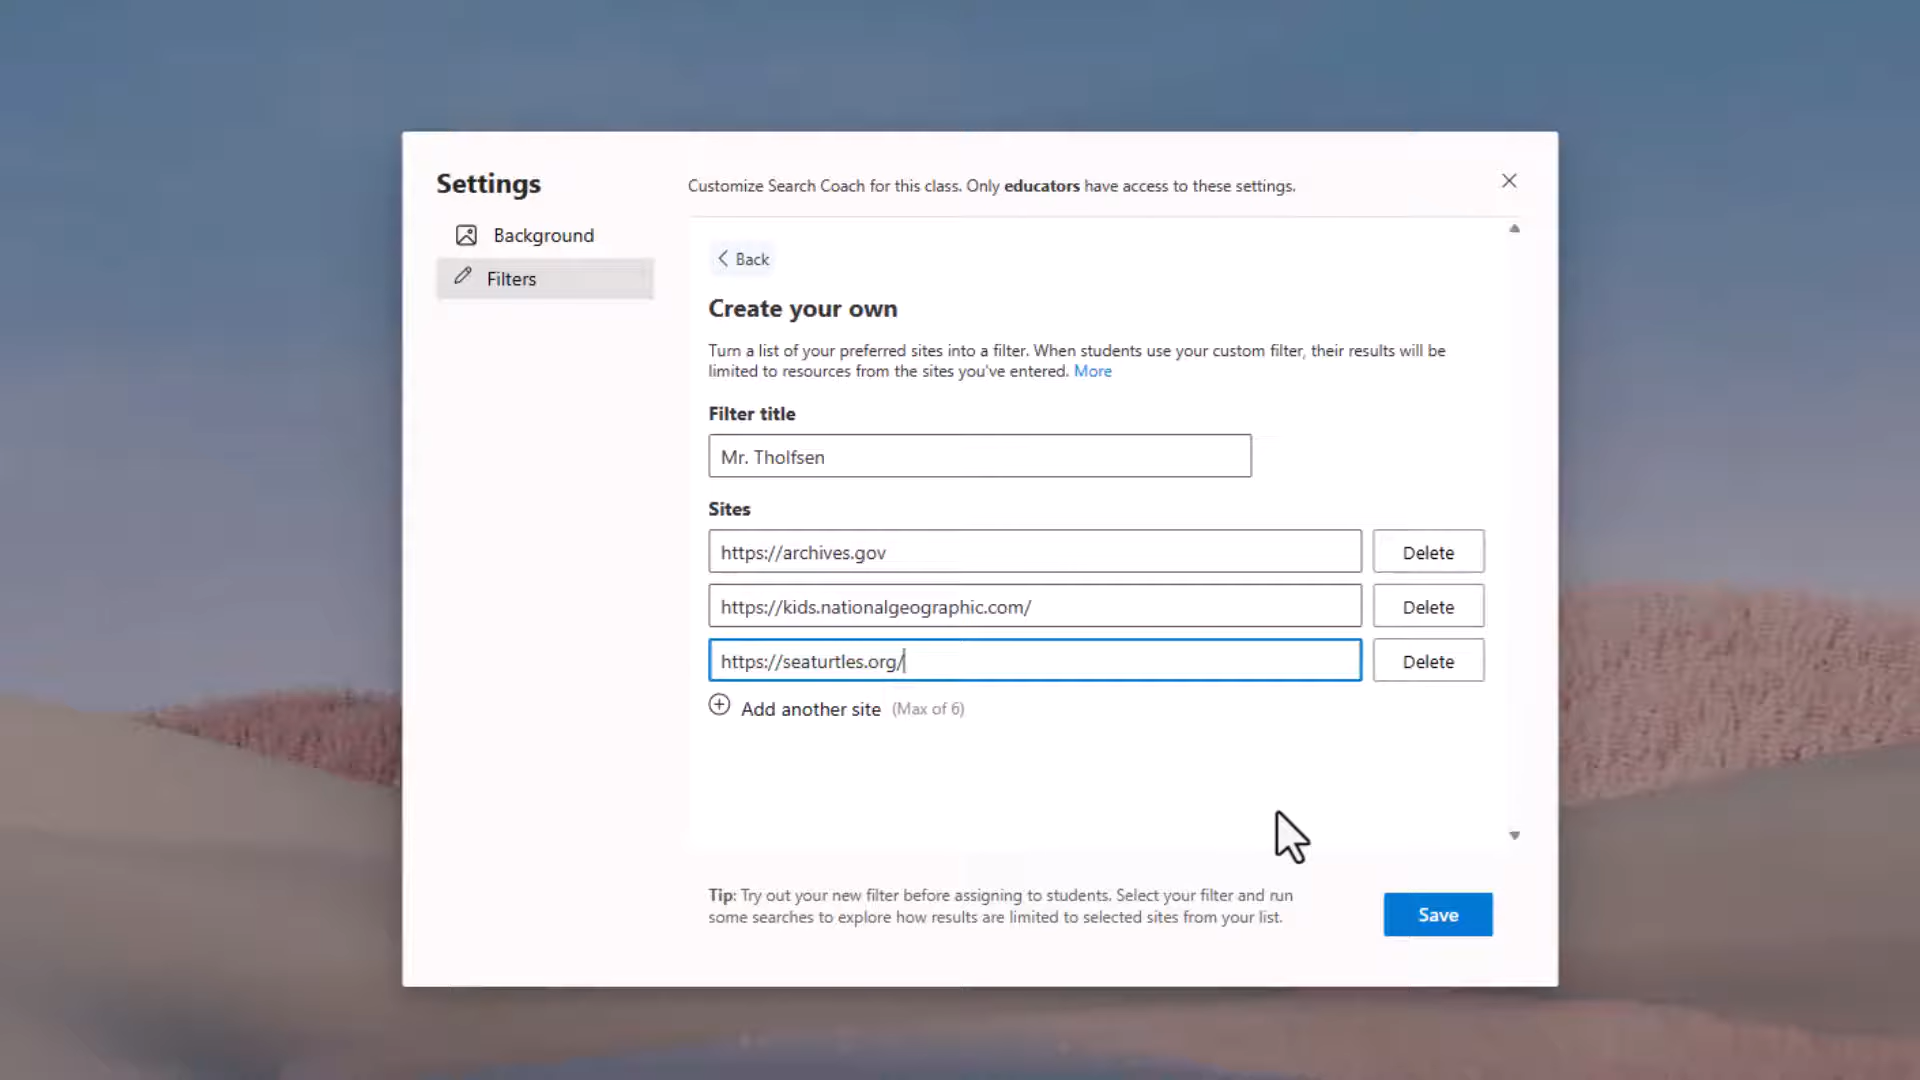 Settings
Customize Search Coach for this class. Only educators have access to these settings.
Background
Filters
Back
Create your own
Turn a list of your preferred sites into a filter. When students use your custom filter, their results will be
limited to resources from the sites you've entered. More
Filter title
Mr. Tholfsen
Sites
https://archives.gov
Delete
https://kids.nationalgeographic.com/
Delete
https://seaturtles.org/
Delete
Add another site (Max of 6)
Tip: Try out your new filter before assigning to students. Select your filter and run
some searches to explore how results are limited to selected sites from your list.
Save